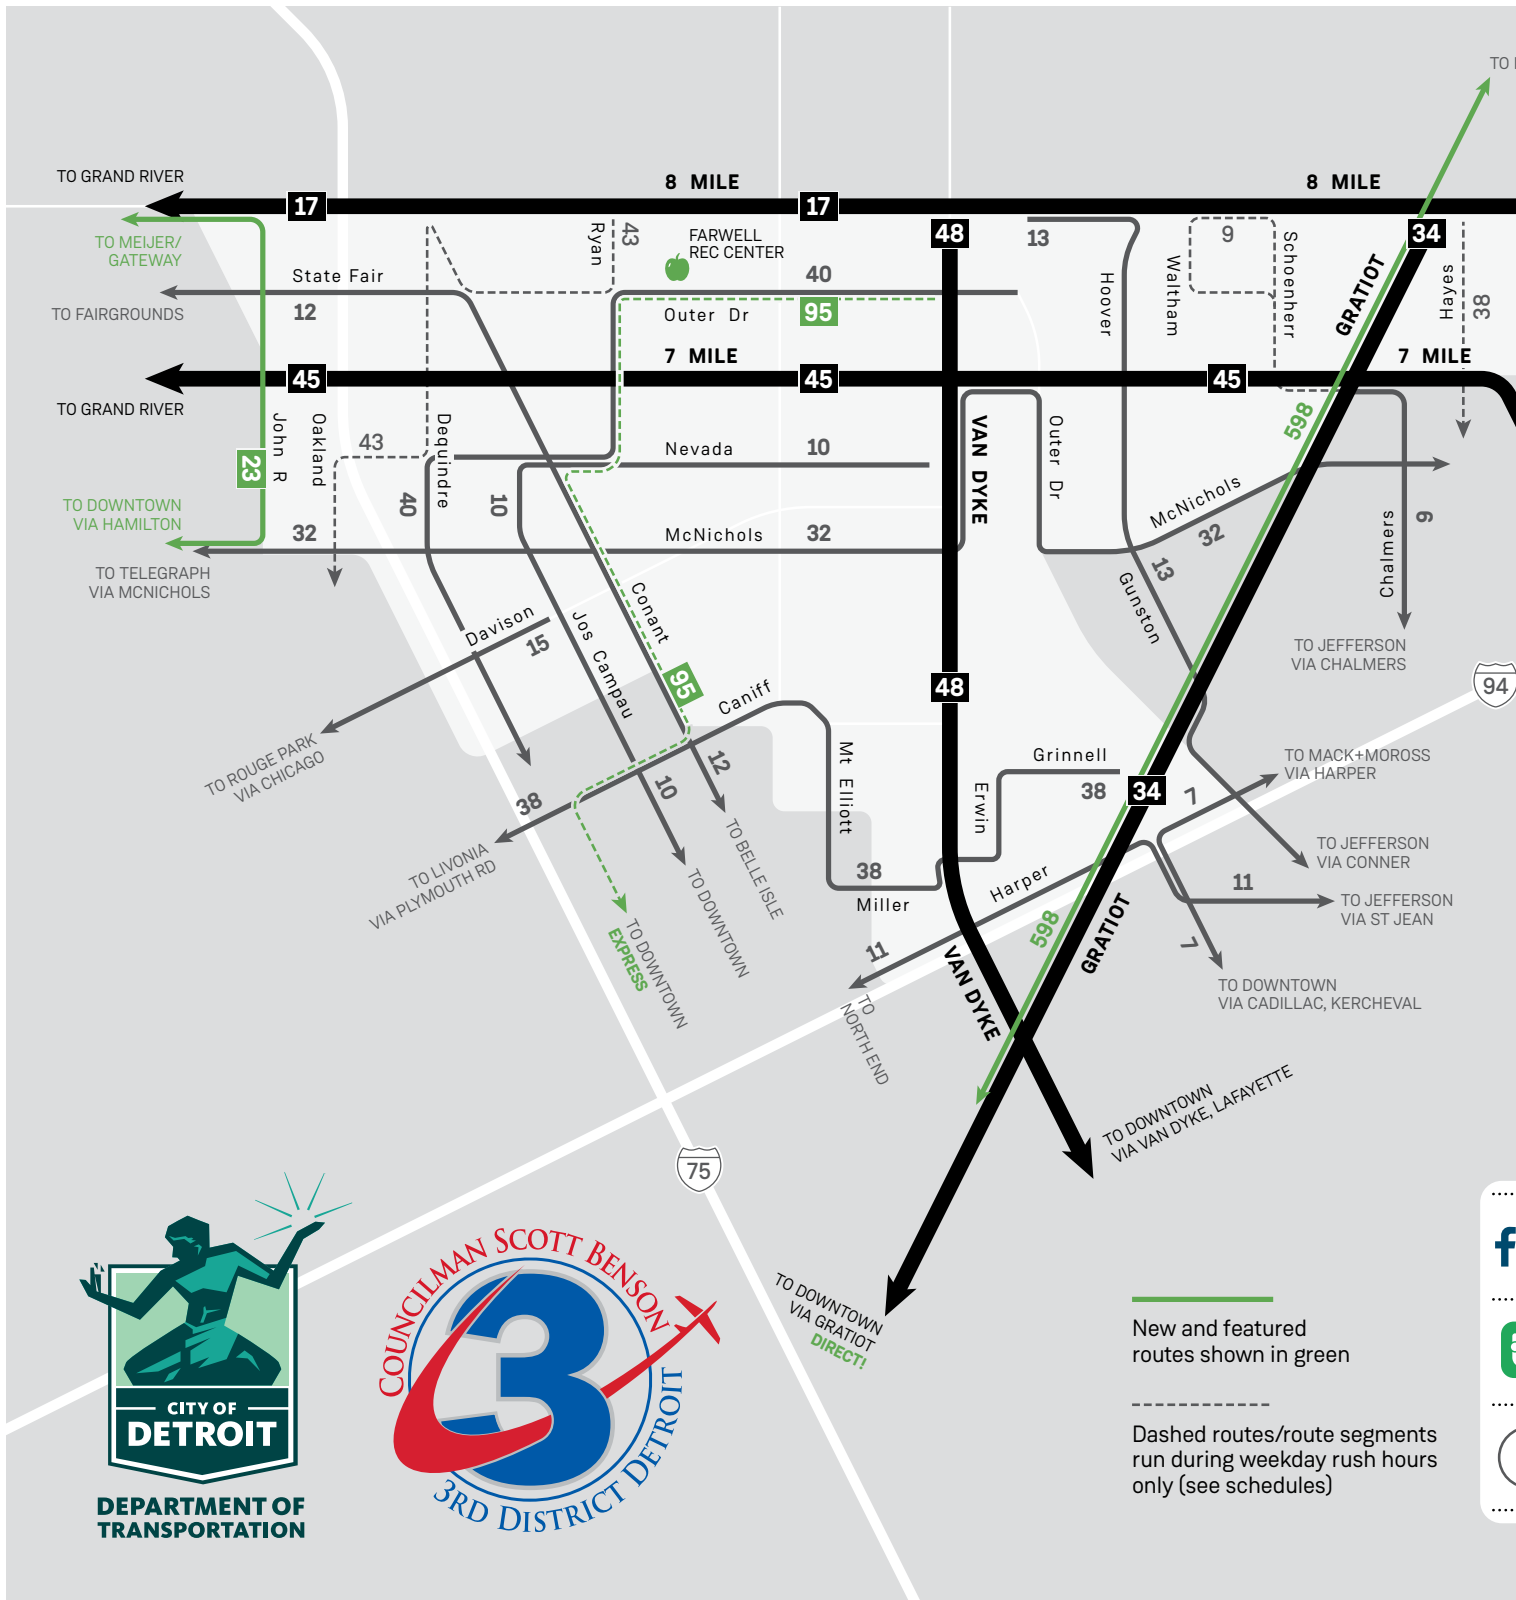 TO
TO GRAND RIVER
8 MILE
8 MILE
17
17
TO MEIJER/
GATEWAY
Ryan
43
FARWELL
REC CENTER
48
13
9
34
State Fair
40
Hoover
Waltham
Schoenherr
GRATIOT
Hayes
38
TO FAIRGROUNDS
12
Outer Dr
95
7 MILE
7 MILE
45
45
45
TO GRAND RIVER
John R
Oakland
43
Dequindre
Nevada
10
VAN DYKE
Outer Dr
598
23
TO DOWNTOWN
VIA HAMILTON
40
10
McNichols
32
32
McNichols
32
Chalmers
9
TO TELEGRAPH
VIA MCNICHOLS
13
Gunston
Davison
15
Jos Campau
Conant
95
TO JEFFERSON
VIA CHALMERS
48
94
Caniff
TO ROUGE PARK
VIA CHICAGO
12
Mt Elliott
Grinnell
TO MACK+MOROSS
VIA HARPER
38
10
Erwin
38
34
7
TO LIVONIA
VIA PLYMOUTH RD
TO BELLE ISLE
TO JEFFERSON
VIA CONNER
38
Miller
Harper
11
TO JEFFERSON
VIA ST JEAN
TO DOWNTOWN
TO DOWNTOWN
EXPRESS
11
598
GRATIOT
7
VAN DYKE
TO DOWNTOWN
VIA CADILLAC, KERCHEVAL
TO
NORTH END
TO DOWNTOWN
VIA VAN DYKE, LAFAYETTE
75
TO DOWNTOWN
VIA GRATIOT
DIRECT!
COUNCILMAN SCOTT BENSON
3
3RD DISTRICT DETROIT
CITY OF
DETROIT
DEPARTMENT OF
TRANSPORTATION
New and featured
routes shown in green
Dashed routes/route segments
run during weekday rush hours
only (see schedules)